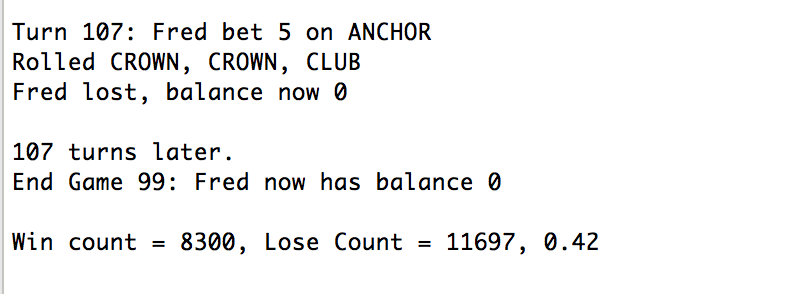 Turn 107: Fred bet 5 on ANCHOR
Rolled CROWN, CROWN, CLUB
Fred lost, balance now 0
107 turns later.
End Game 99: Fred now has balance 0
Win count = 8300, Lose Count = 11697, 0.42